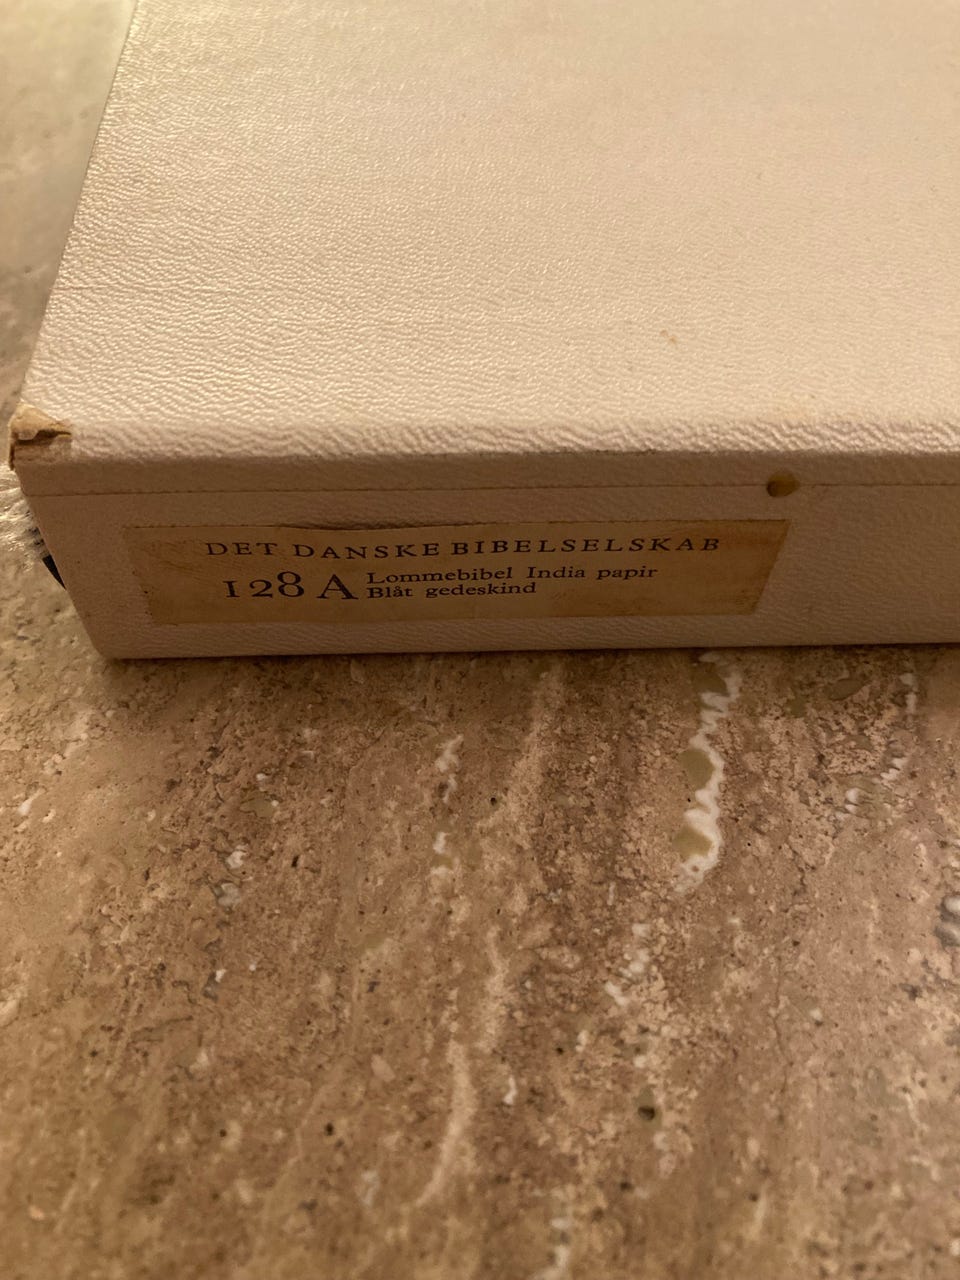 DET DANSKE BIBELSELSKAB
128 A Lommebibel India papir
Blåt gedeskind